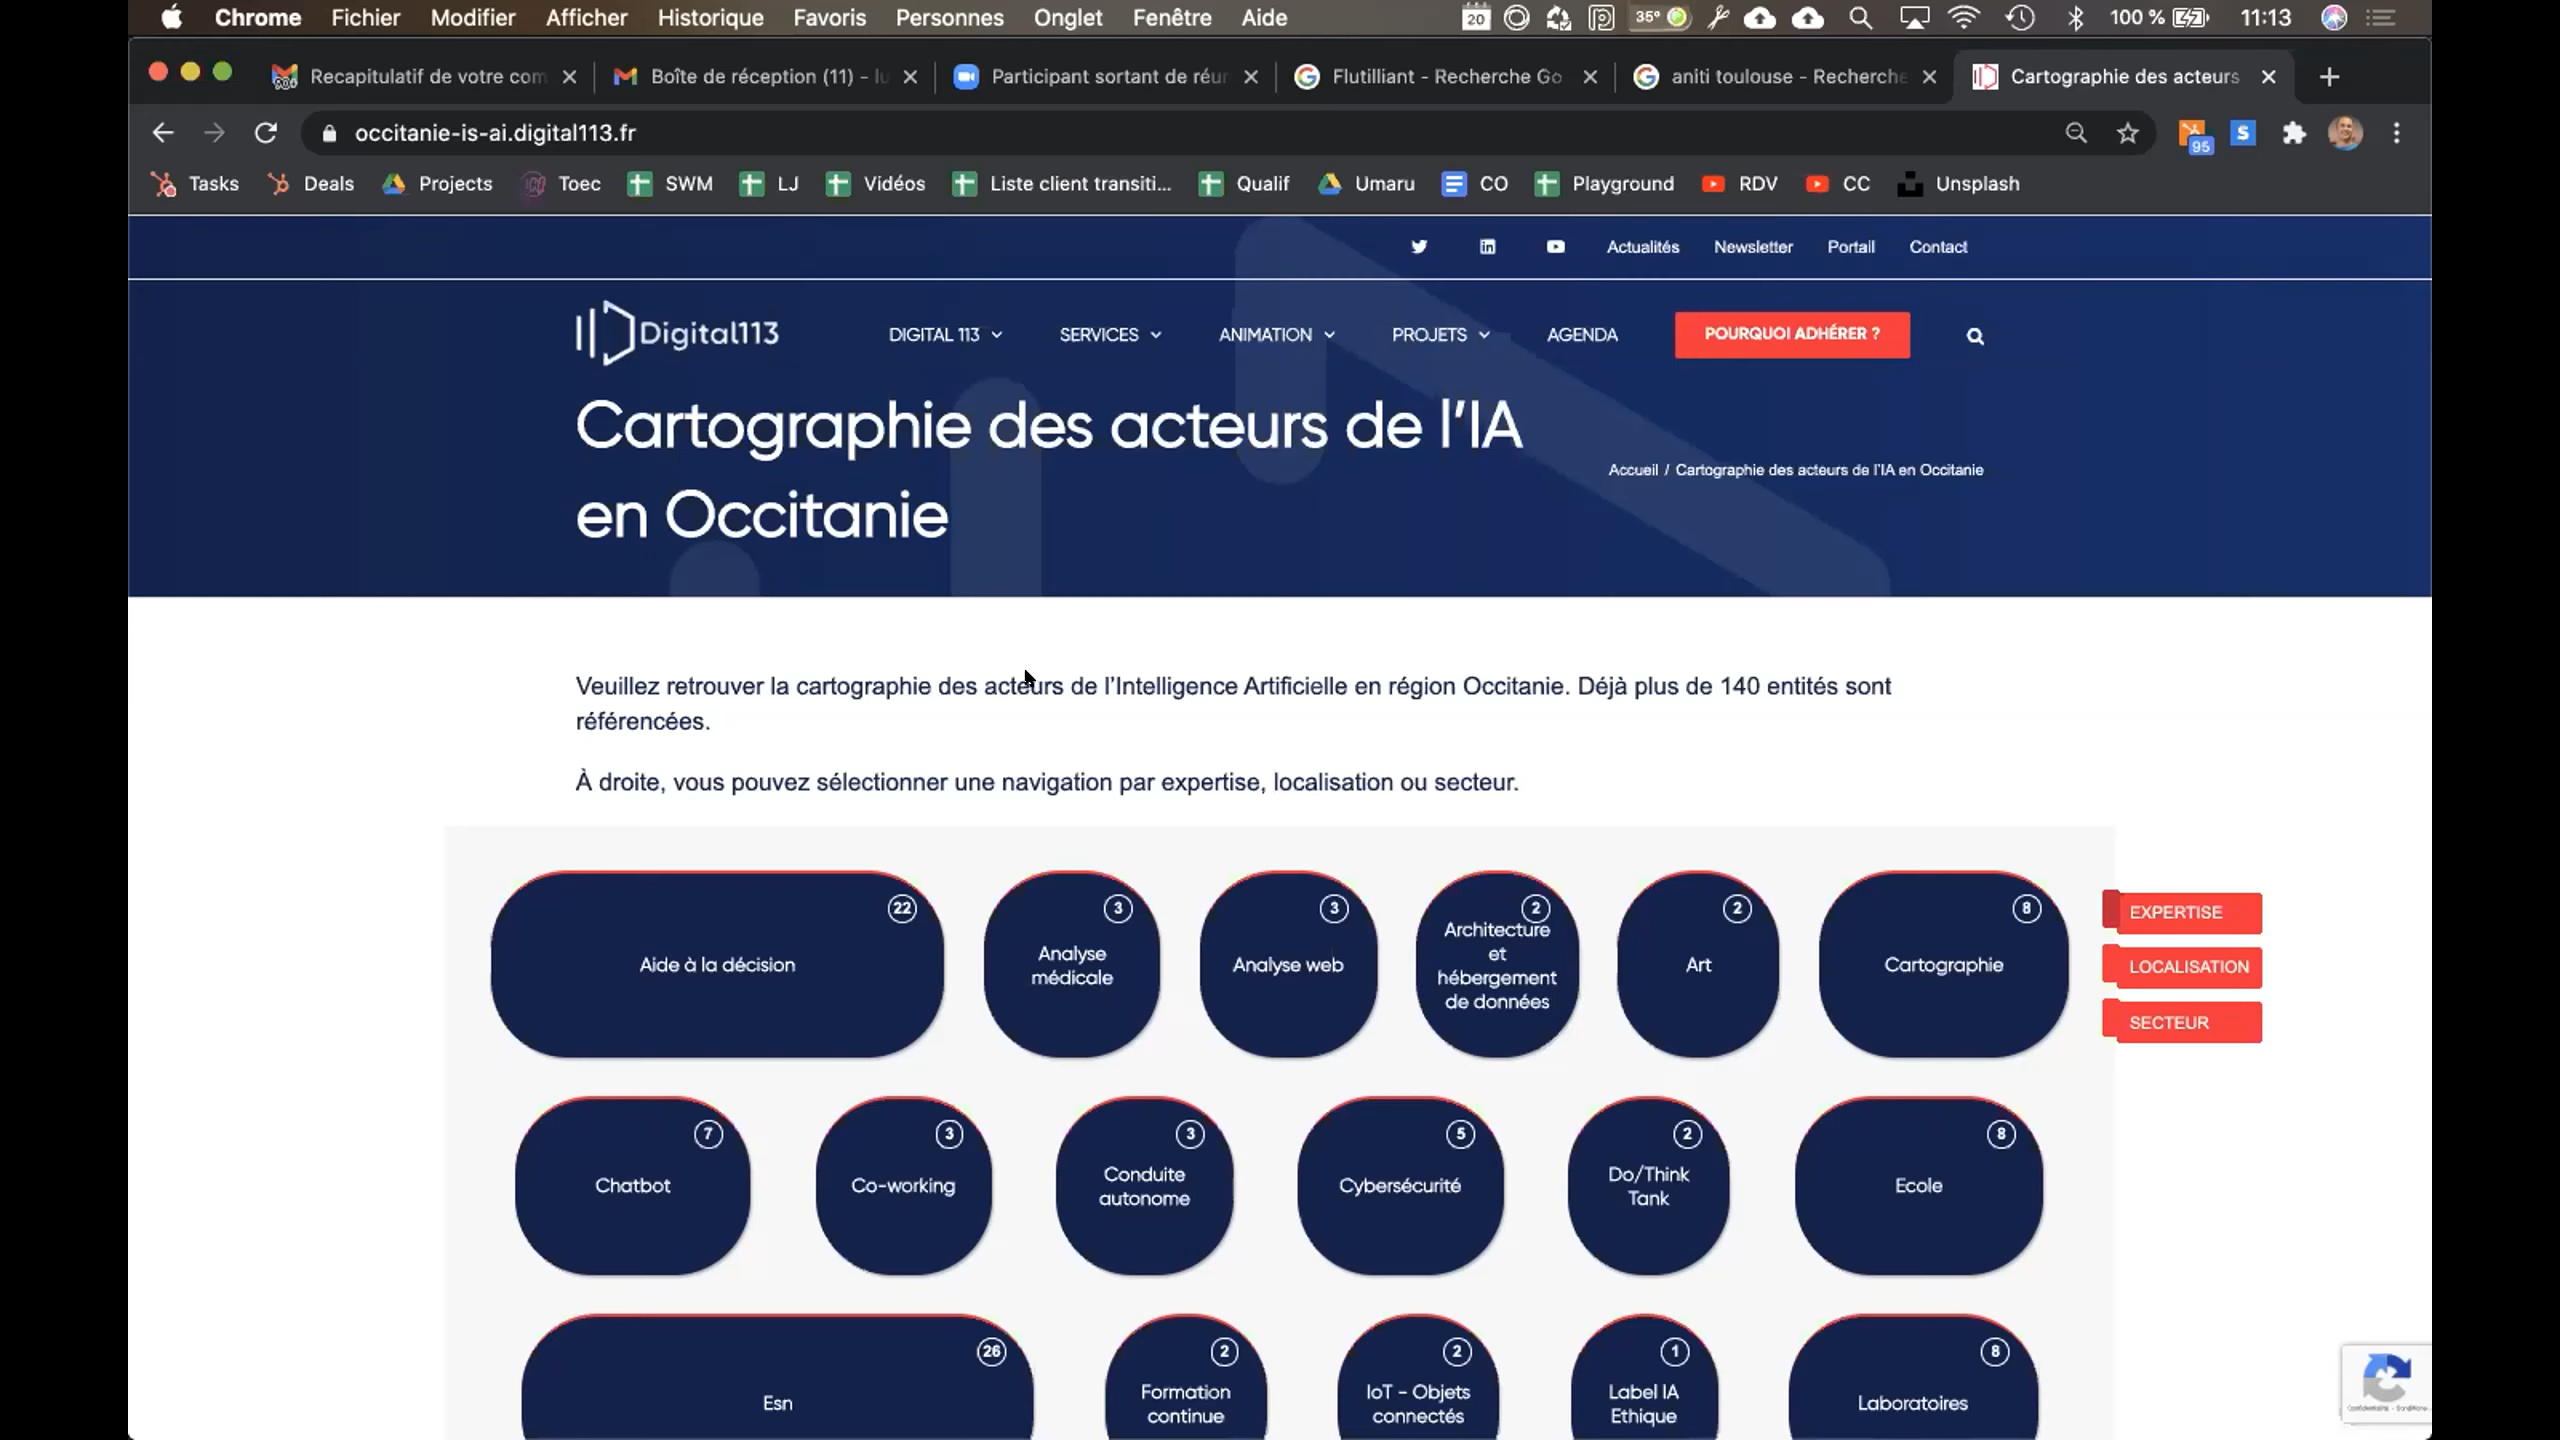 Chrome Fichier Modifier Afficher Historique Favoris Personnes Onglet Fenêtre Aide 20 35° 100 % 11:13
Recapitulatif de votre com Boîte de réception (11) – lu Participant sortant de réur Flutilliant - Recherche Go aniti toulouse - Recherche Cartographie des acteurs
occitanie-is-ai.digital113.fr 95 S
Tasks Deals Projects Toec SWM LJ Vidéos Liste client transiti... Qualif Umaru CO Playground RDV CC Unsplash
Actualités Newsletter Portail Contact
Digital113 DIGITAL 113 SERVICES ANIMATION PROJETS AGENDA POURQUOI ADHÉRER ?
Cartographie des acteurs de l'IA
en Occitanie
Accueil / Cartographie des acteurs de l'IA en Occitanie
Veuillez retrouver la cartographie des acteurs de l'Intelligence Artificielle en région Occitanie. Déjà plus de 140 entités sont
référencées.
À droite, vous pouvez sélectionner une navigation par expertise, localisation ou secteur.
22
Aide à la décision
3
Analyse
médicale
3
Analyse web
2
Architecture
et
hébergement
de données
2
Art
8
Cartographie
EXPERTISE
LOCALISATION
SECTEUR
7
Chatbot
3
Co-working
3
Conduite
autonome
5
Cybersécurité
2
Do/Think
Tank
8
Ecole
26
Esn
2
Formation
continue
2
IoT - Objets
connectés
1
Label IA
Ethique
8
Laboratoires